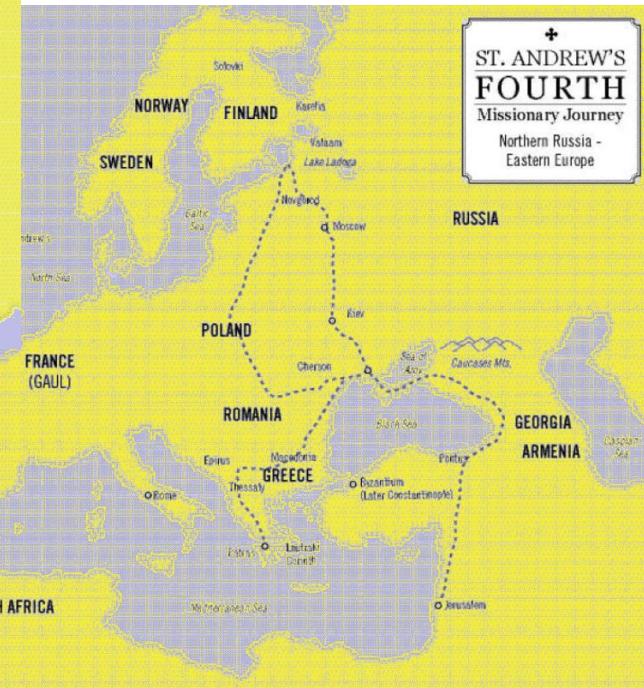 ST. ANDREW'S
FOURTH
Missionary Journey
Northern Russia -
Eastern Europe
Solovki
NORWAY
FINLAND
Karelia
Valaam
Lake Ladoga
SWEDEN
Novgorod
Baltic
Sea
Moscow
RUSSIA
North Sea
Kiev
POLAND
FRANCE
(GAUL)
Cherson
Sea of
Azov
Caucases Mts.
ROMANIA
Black Sea
GEORGIA
ARMENIA
Caspian
Sea
Epirus
Macedonia
GREECE
Pontus
Thessaly
Rome
Byzantium
(Later Constantinople)
Patras
Loutraki
Corinth
AFRICA
Mediterranean Sea
Jerusalem